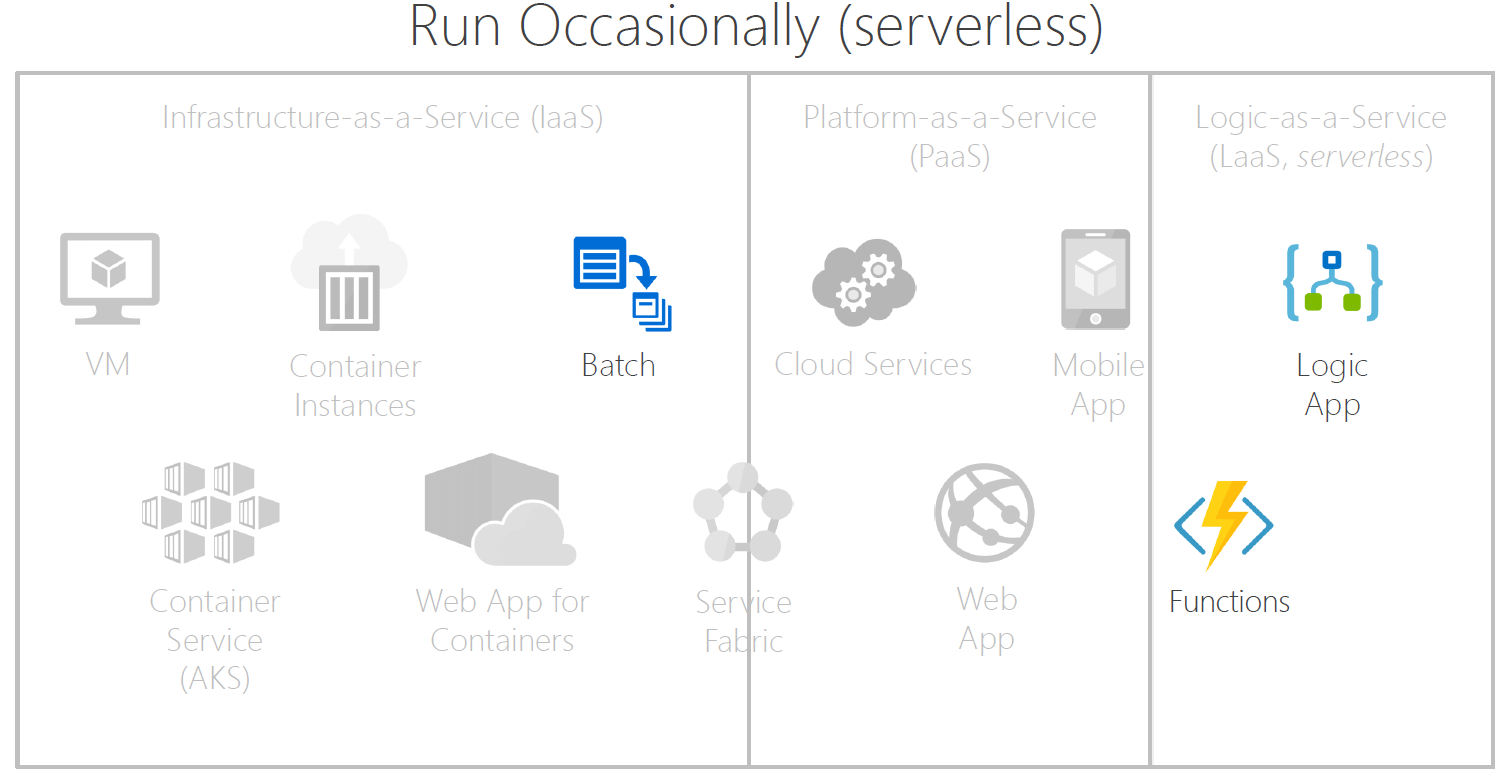 Run Occasionally (serverless)
Infrastructure-as-a-Service (IaaS)
Platform-as-a-Service
(PaaS)
Logic-as-a-Service
(LaaS, serverless)
VM
Container
Instances
Batch
Cloud Services
Mobile
App
Logic
App
Container
Service
(AKS)
Web App for
Containers
Service
Fabric
Web
App
Functions